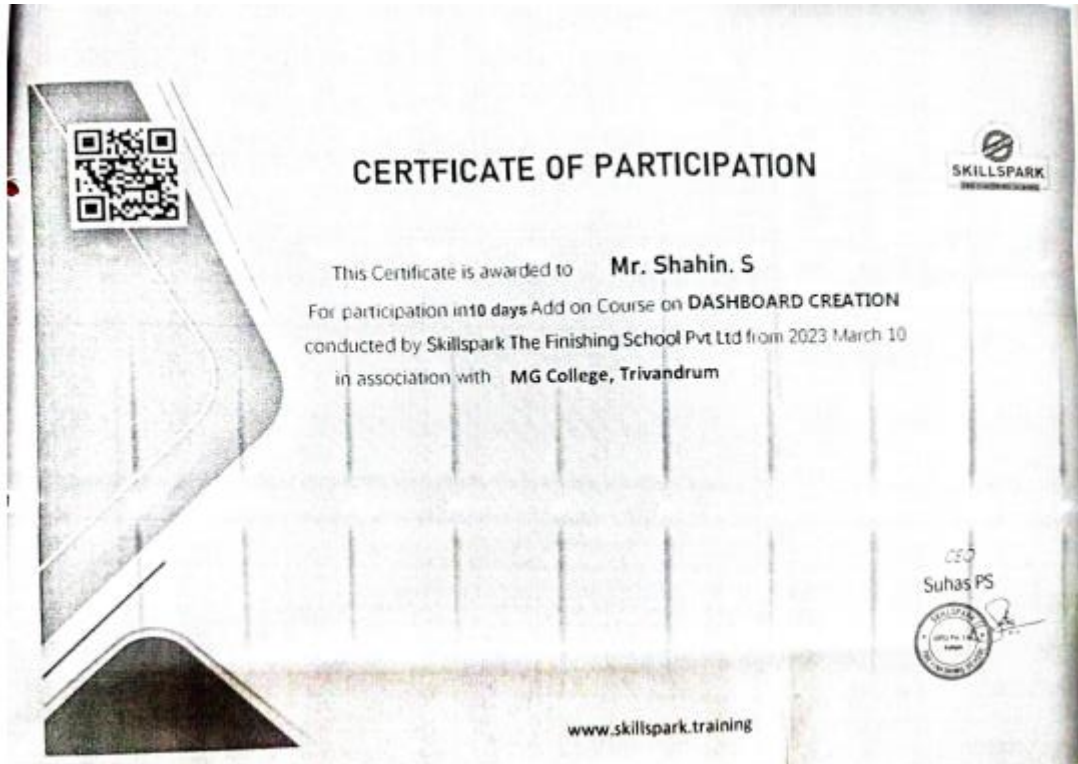 CERTFICATE OF PARTICIPATION
SKILLSPARK
This Certificate is awarded to Mr. Shahin. S
For participation in10 days Add on Course on DASHBOARD CREATION
conducted by Skillspark The Finishing School Pvt Ltd from 2023 March 10
in association with MG College, Trivandrum
CEO
Suhas PS
SKILLSPARK
www.skillspark.training